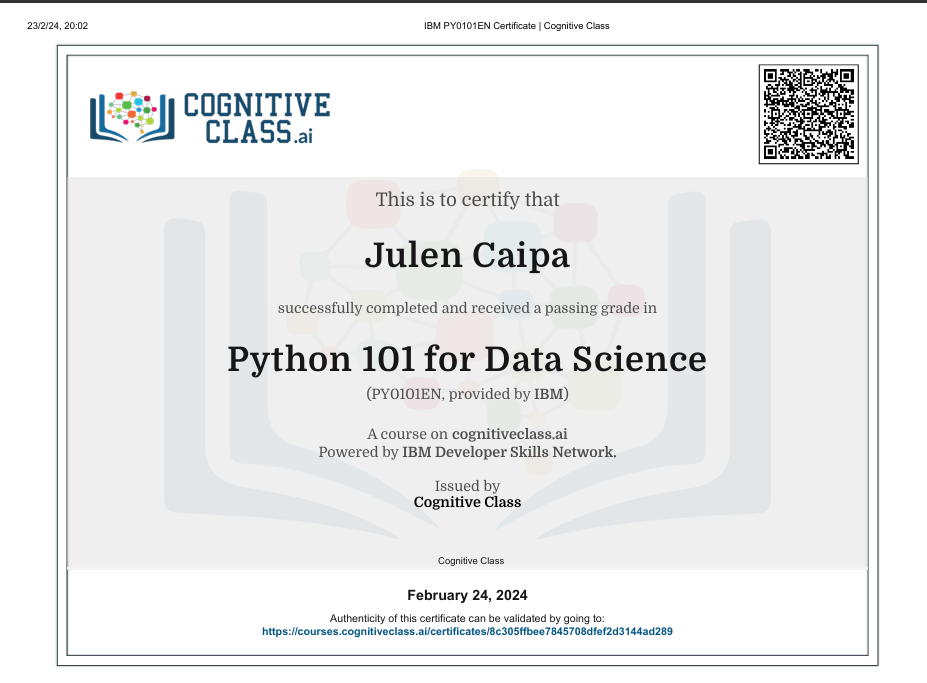 23/2/24, 20:02
IBM PY0101EN Certificate | Cognitive Class
COGNITIVE
CLASS.ai
This is to certify that
Julen Caipa
successfully completed and received a passing grade in
Python 101 for Data Science
(PY0101EN, provided by IBM)
A course on cognitiveclass.ai
Powered by IBM Developer Skills Network.
Issued by
Cognitive Class
Cognitive Class
February 24, 2024
Authenticity of this certificate can be validated by going to:
https://courses.cognitiveclass.ai/certificates/8c305ffbee7845708dfef2d3144ad289